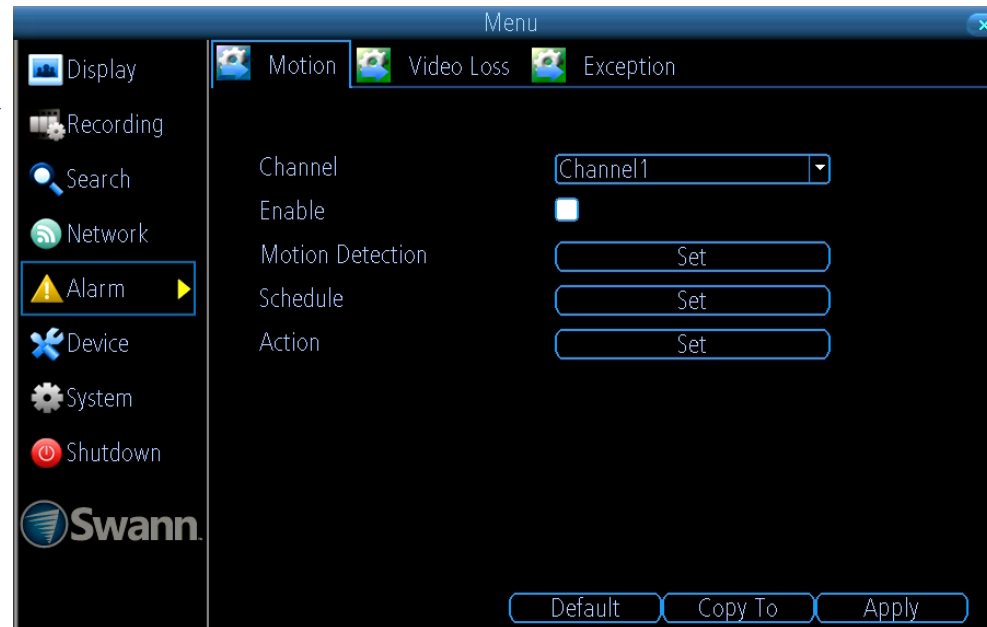 Menu
Display
Recording
Search
Network
Alarm
Device
System
Shutdown
Swann
Motion
Video Loss
Exception
Channel
Channel1
Enable
Motion Detection
Set
Schedule
Set
Action
Set
Default
Copy To
Apply